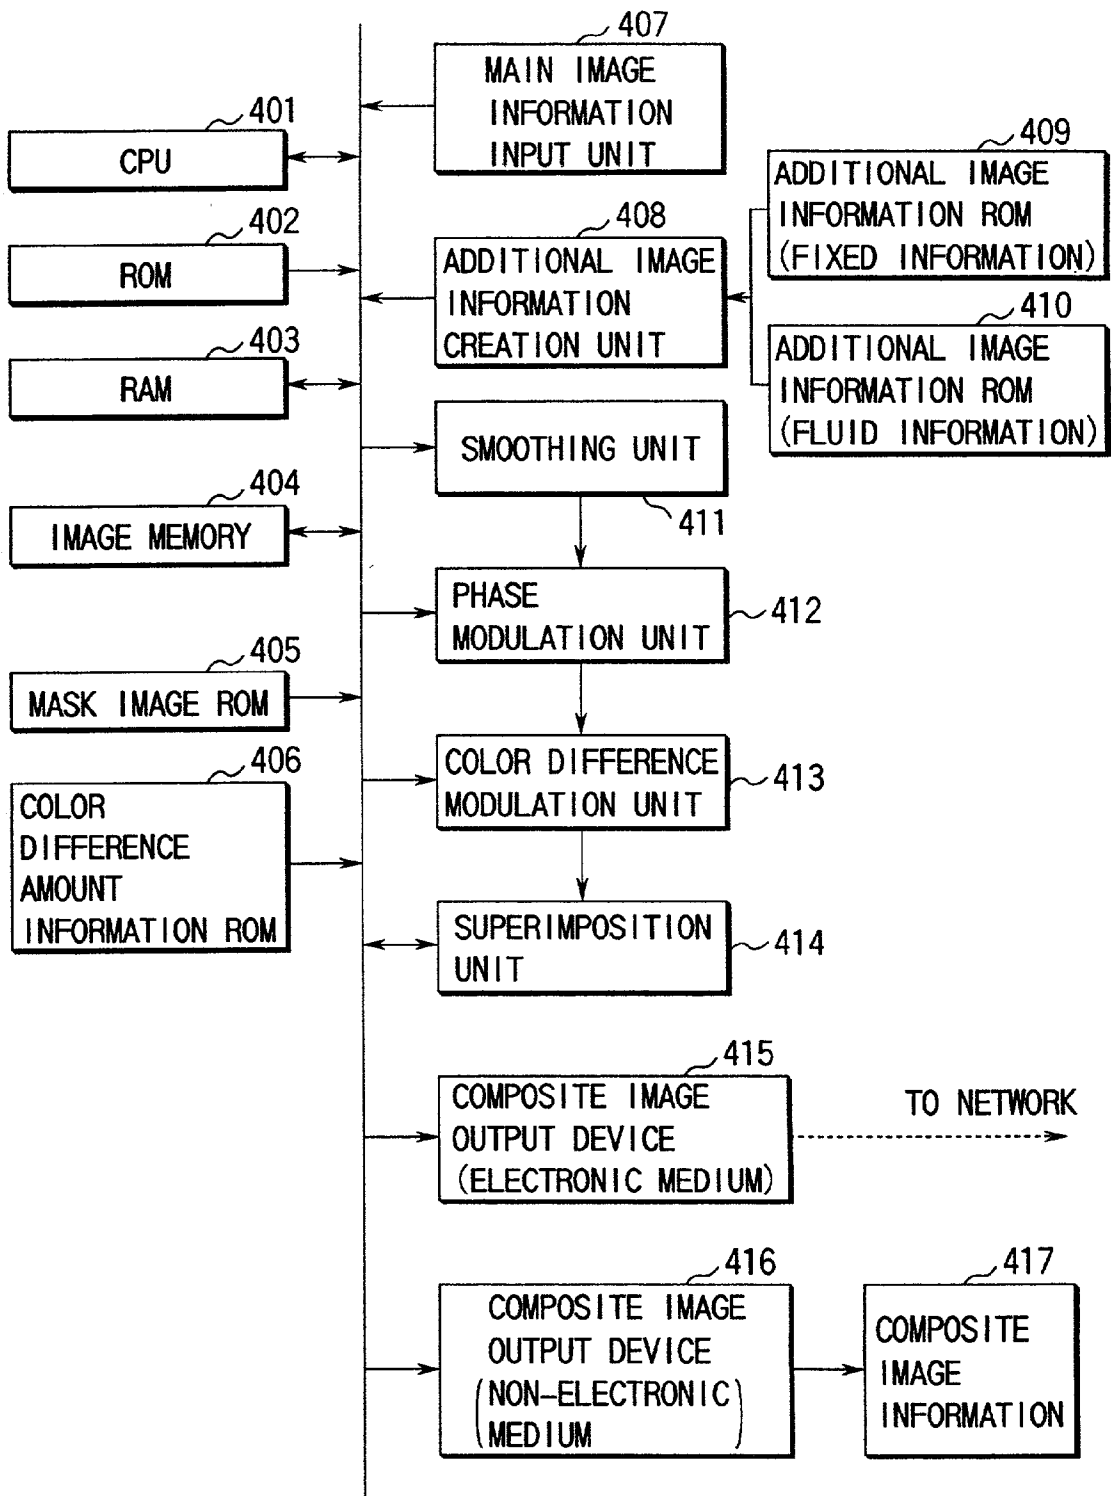 407
MAIN IMAGE
INFORMATION
INPUT UNIT
401
CPU
409
ADDITIONAL IMAGE
INFORMATION ROM
(FIXED INFORMATION)
402
ROM
408
ADDITIONAL IMAGE
INFORMATION
CREATION UNIT
410
ADDITIONAL IMAGE
INFORMATION ROM
(FLUID INFORMATION)
403
RAM
SMOOTHING UNIT
411
404
IMAGE MEMORY
PHASE
MODULATION UNIT
412
405
MASK IMAGE ROM
COLOR DIFFERENCE
MODULATION UNIT
413
406
COLOR
DIFFERENCE
AMOUNT
INFORMATION ROM
SUPERIMPOSITION
UNIT
414
415
COMPOSITE IMAGE
OUTPUT DEVICE
(ELECTRONIC MEDIUM)
TO NETWORK
416
COMPOSITE IMAGE
OUTPUT DEVICE
(NON-ELECTRONIC
MEDIUM)
417
COMPOSITE
IMAGE
INFORMATION